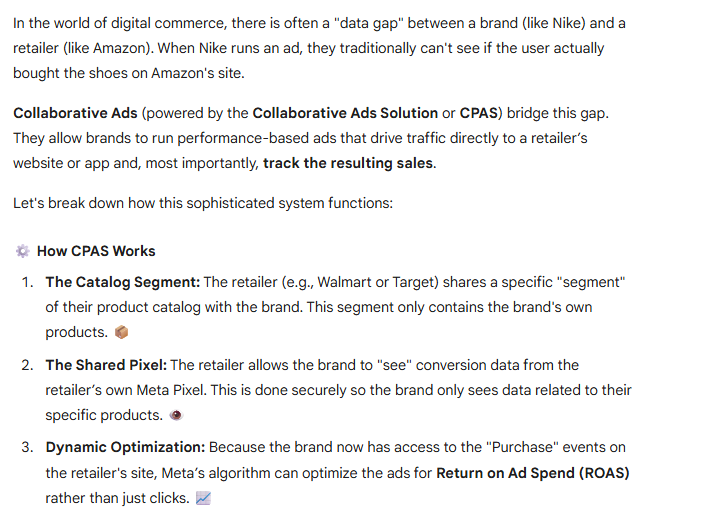 In the world of digital commerce, there is often a "data gap" between a brand (like Nike) and a
retailer (like Amazon). When Nike runs an ad, they traditionally can't see if the user actually
bought the shoes on Amazon's site.
Collaborative Ads (powered by the Collaborative Ads Solution or CPAS) bridge this gap.
They allow brands to run performance-based ads that drive traffic directly to a retailer's
website or app and, most importantly, track the resulting sales.
Let's break down how this sophisticated system functions:
⚙️ How CPAS Works
1. The Catalog Segment: The retailer (e.g., Walmart or Target) shares a specific "segment"
of their product catalog with the brand. This segment only contains the brand's own
products. 📦
2. The Shared Pixel: The retailer allows the brand to "see" conversion data from the
retailer's own Meta Pixel. This is done securely so the brand only sees data related to their
specific products. 👁️
3. Dynamic Optimization: Because the brand now has access to the "Purchase" events on
the retailer's site, Meta's algorithm can optimize the ads for Return on Ad Spend (ROAS)
rather than just clicks. 📈